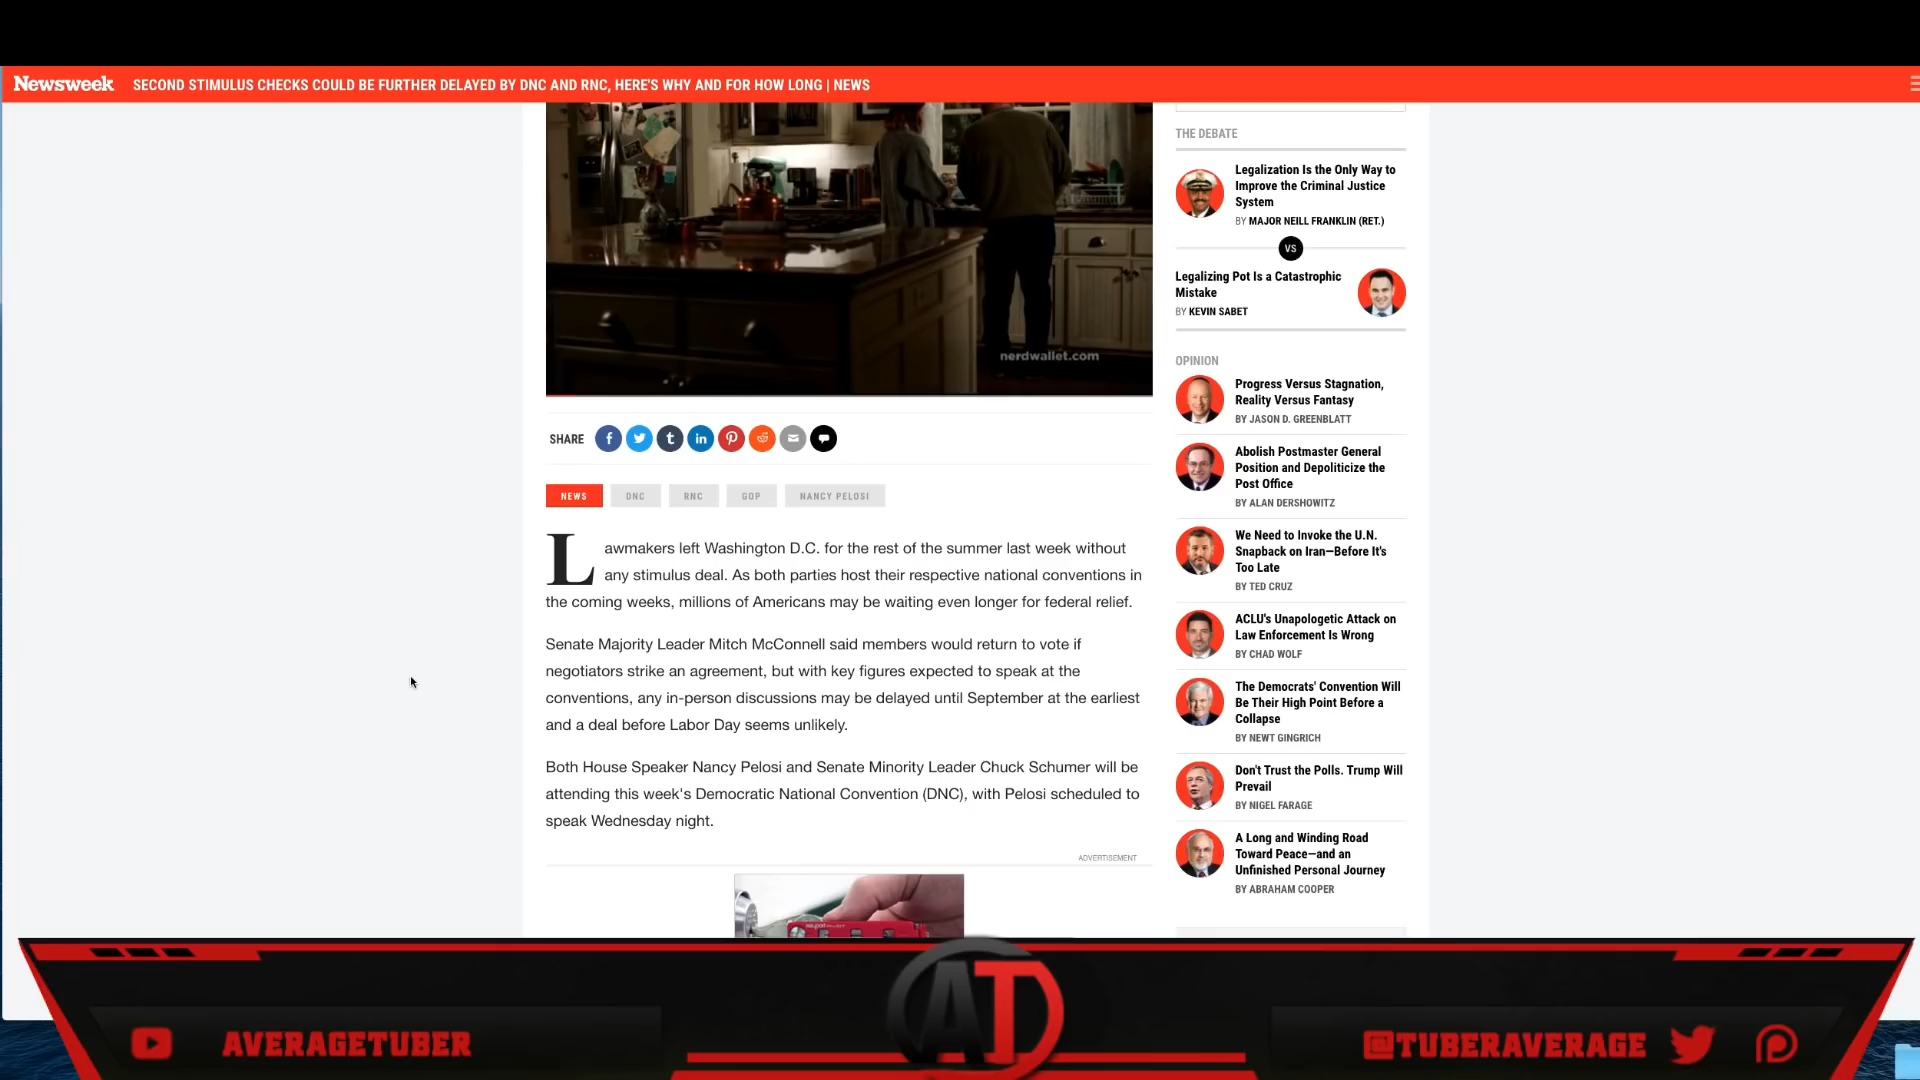 Newsweek SECOND STIMULUS CHECKS COULD BE FURTHER DELAYED BY DNC AND RNC, HERE'S WHY AND FOR HOW LONG | NEWS
nerdwallet.com
SHARE
NEWS DNC RNC GOP NANCY PELOSI
Lawmakers left Washington D.C. for the rest of the summer last week without
any stimulus deal. As both parties host their respective national conventions in
the coming weeks, millions of Americans may be waiting even longer for federal relief.
Senate Majority Leader Mitch McConnell said members would return to vote if
negotiators strike an agreement, but with key figures expected to speak at the
conventions, any in-person discussions may be delayed until September at the earliest
and a deal before Labor Day seems unlikely.
Both House Speaker Nancy Pelosi and Senate Minority Leader Chuck Schumer will be
attending this week's Democratic National Convention (DNC), with Pelosi scheduled to
speak Wednesday night.
ADVERTISEMENT
THE DEBATE
Legalization Is the Only Way to
Improve the Criminal Justice
System
BY MAJOR NEILL FRANKLIN (RET.)
VS
Legalizing Pot Is a Catastrophic
Mistake
BY KEVIN SABET
OPINION
Progress Versus Stagnation,
Reality Versus Fantasy
BY JASON D. GREENBLATT
Abolish Postmaster General
Position and Depoliticize the
Post Office
BY ALAN DERSHOWITZ
We Need to Invoke the U.N.
Snapback on Iran—Before It's
Too Late
BY TED CRUZ
ACLU's Unapologetic Attack on
Law Enforcement Is Wrong
BY CHAD WOLF
The Democrats' Convention Will
Be Their High Point Before a
Collapse
BY NEWT GINGRICH
Don't Trust the Polls. Trump Will
Prevail
BY NIGEL FARAGE
A Long and Winding Road
Toward Peace—and an
Unfinished Personal Journey
BY ABRAHAM COOPER
AVERAGETUBER
AT
@TUBERAVERAGE